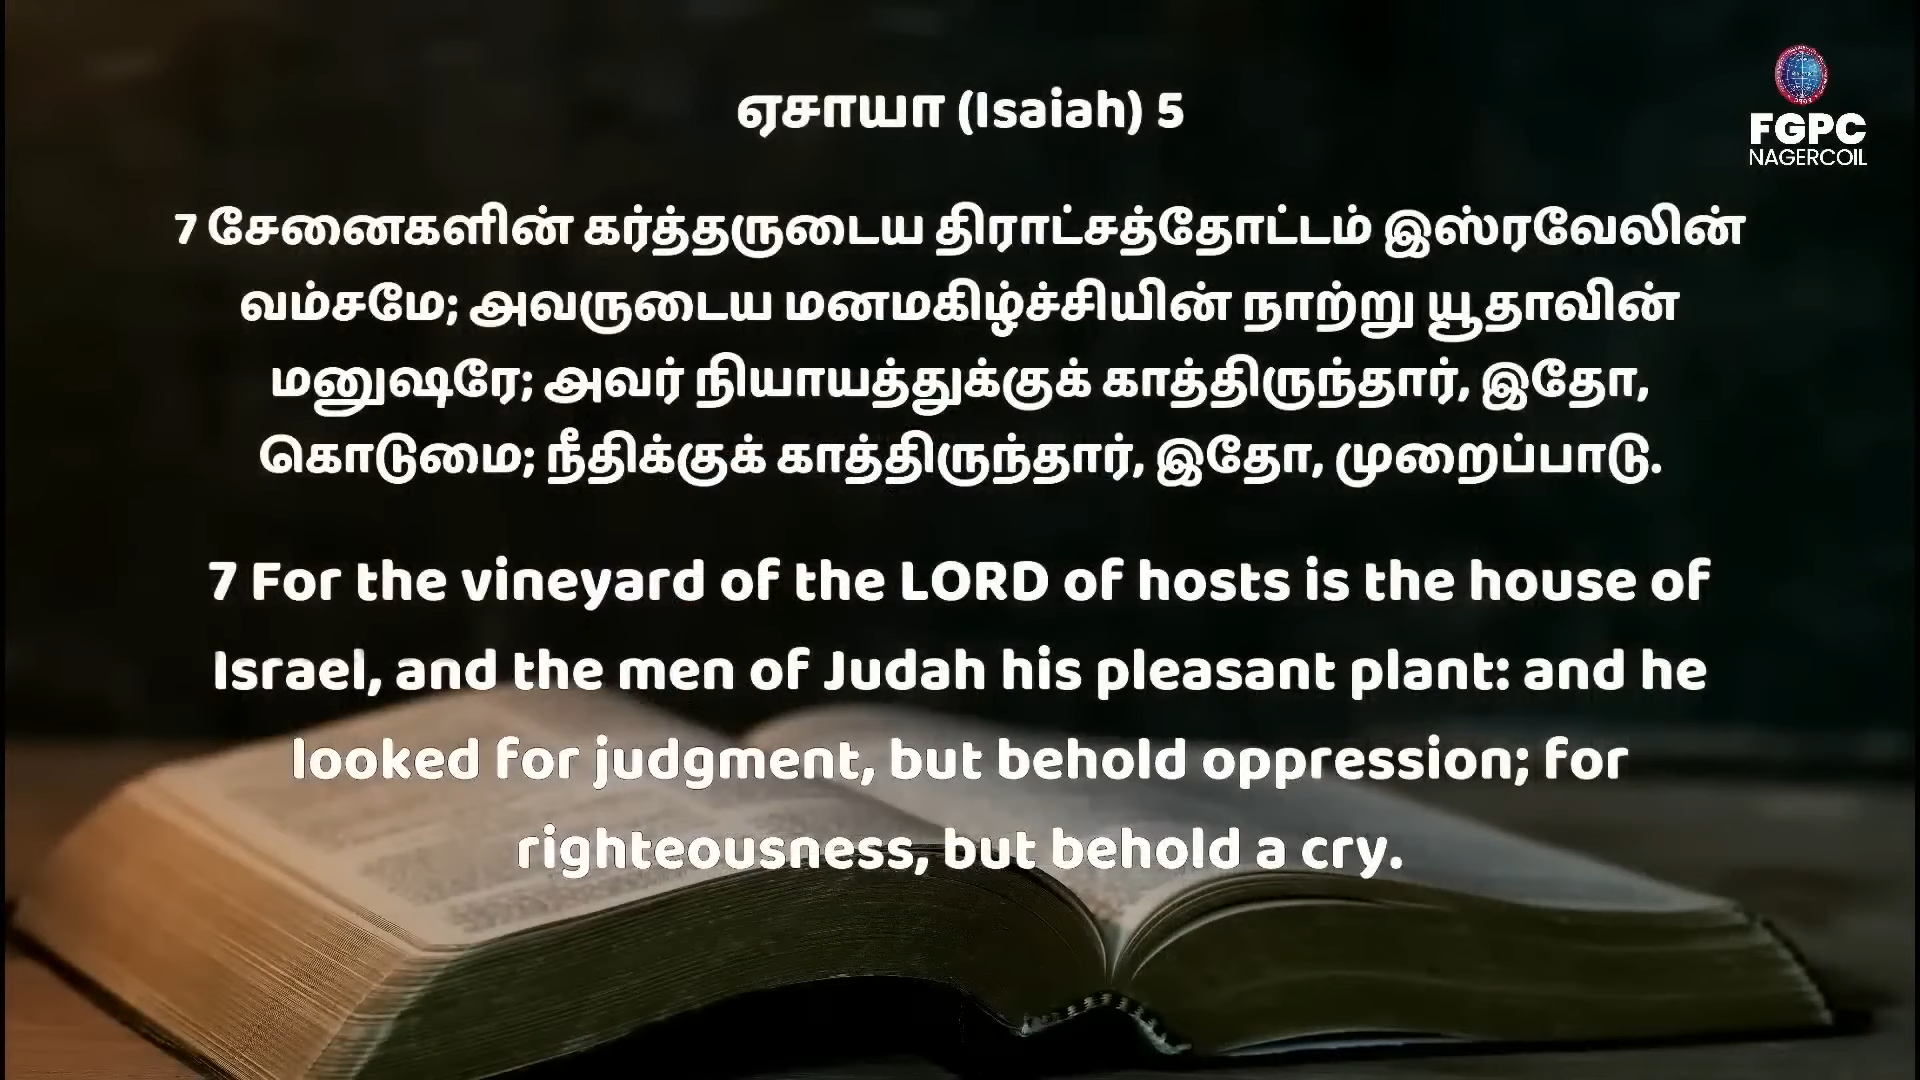 ஏசாயா (Isaiah) 5
FGPC
NAGERCOIL
7 சேனைகளின் கர்த்தருடைய திராட்சத்தோட்டம் இஸ்ரவேலின்
வம்சமே; அவருடைய மனமகிழ்ச்சியின் நாற்று யூதாவின்
மனுஷரே; அவர் நியாயத்துக்குக் காத்திருந்தார், இதோ,
கொடுமை; நீதிக்குக் காத்திருந்தார், இதோ, முறைப்பாடு.
7 For the vineyard of the LORD of hosts is the house of
Israel, and the men of Judah his pleasant plant: and he
looked for judgment, but behold oppression; for
righteousness, but behold a cry.